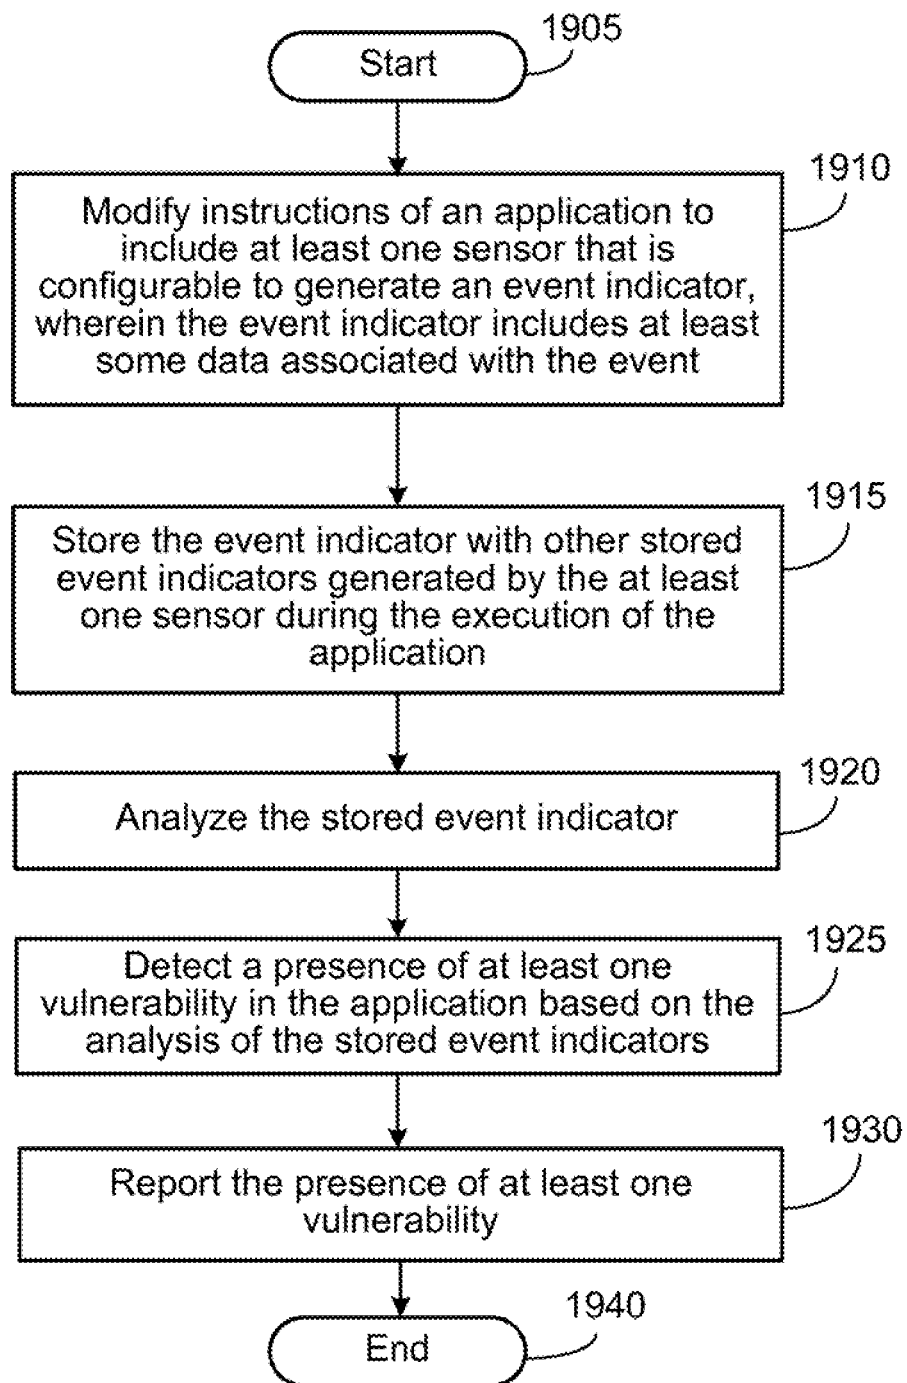 1905
Start
1910
Modify instructions of an application to
include at least one sensor that is
configurable to generate an event indicator,
wherein the event indicator includes at least
some data associated with the event
1915
Store the event indicator with other stored
event indicators generated by the at least
one sensor during the execution of the
application
1920
Analyze the stored event indicator
1925
Detect a presence of at least one
vulnerability in the application based on the
analysis of the stored event indicators
1930
Report the presence of at least one
vulnerability
1940
End